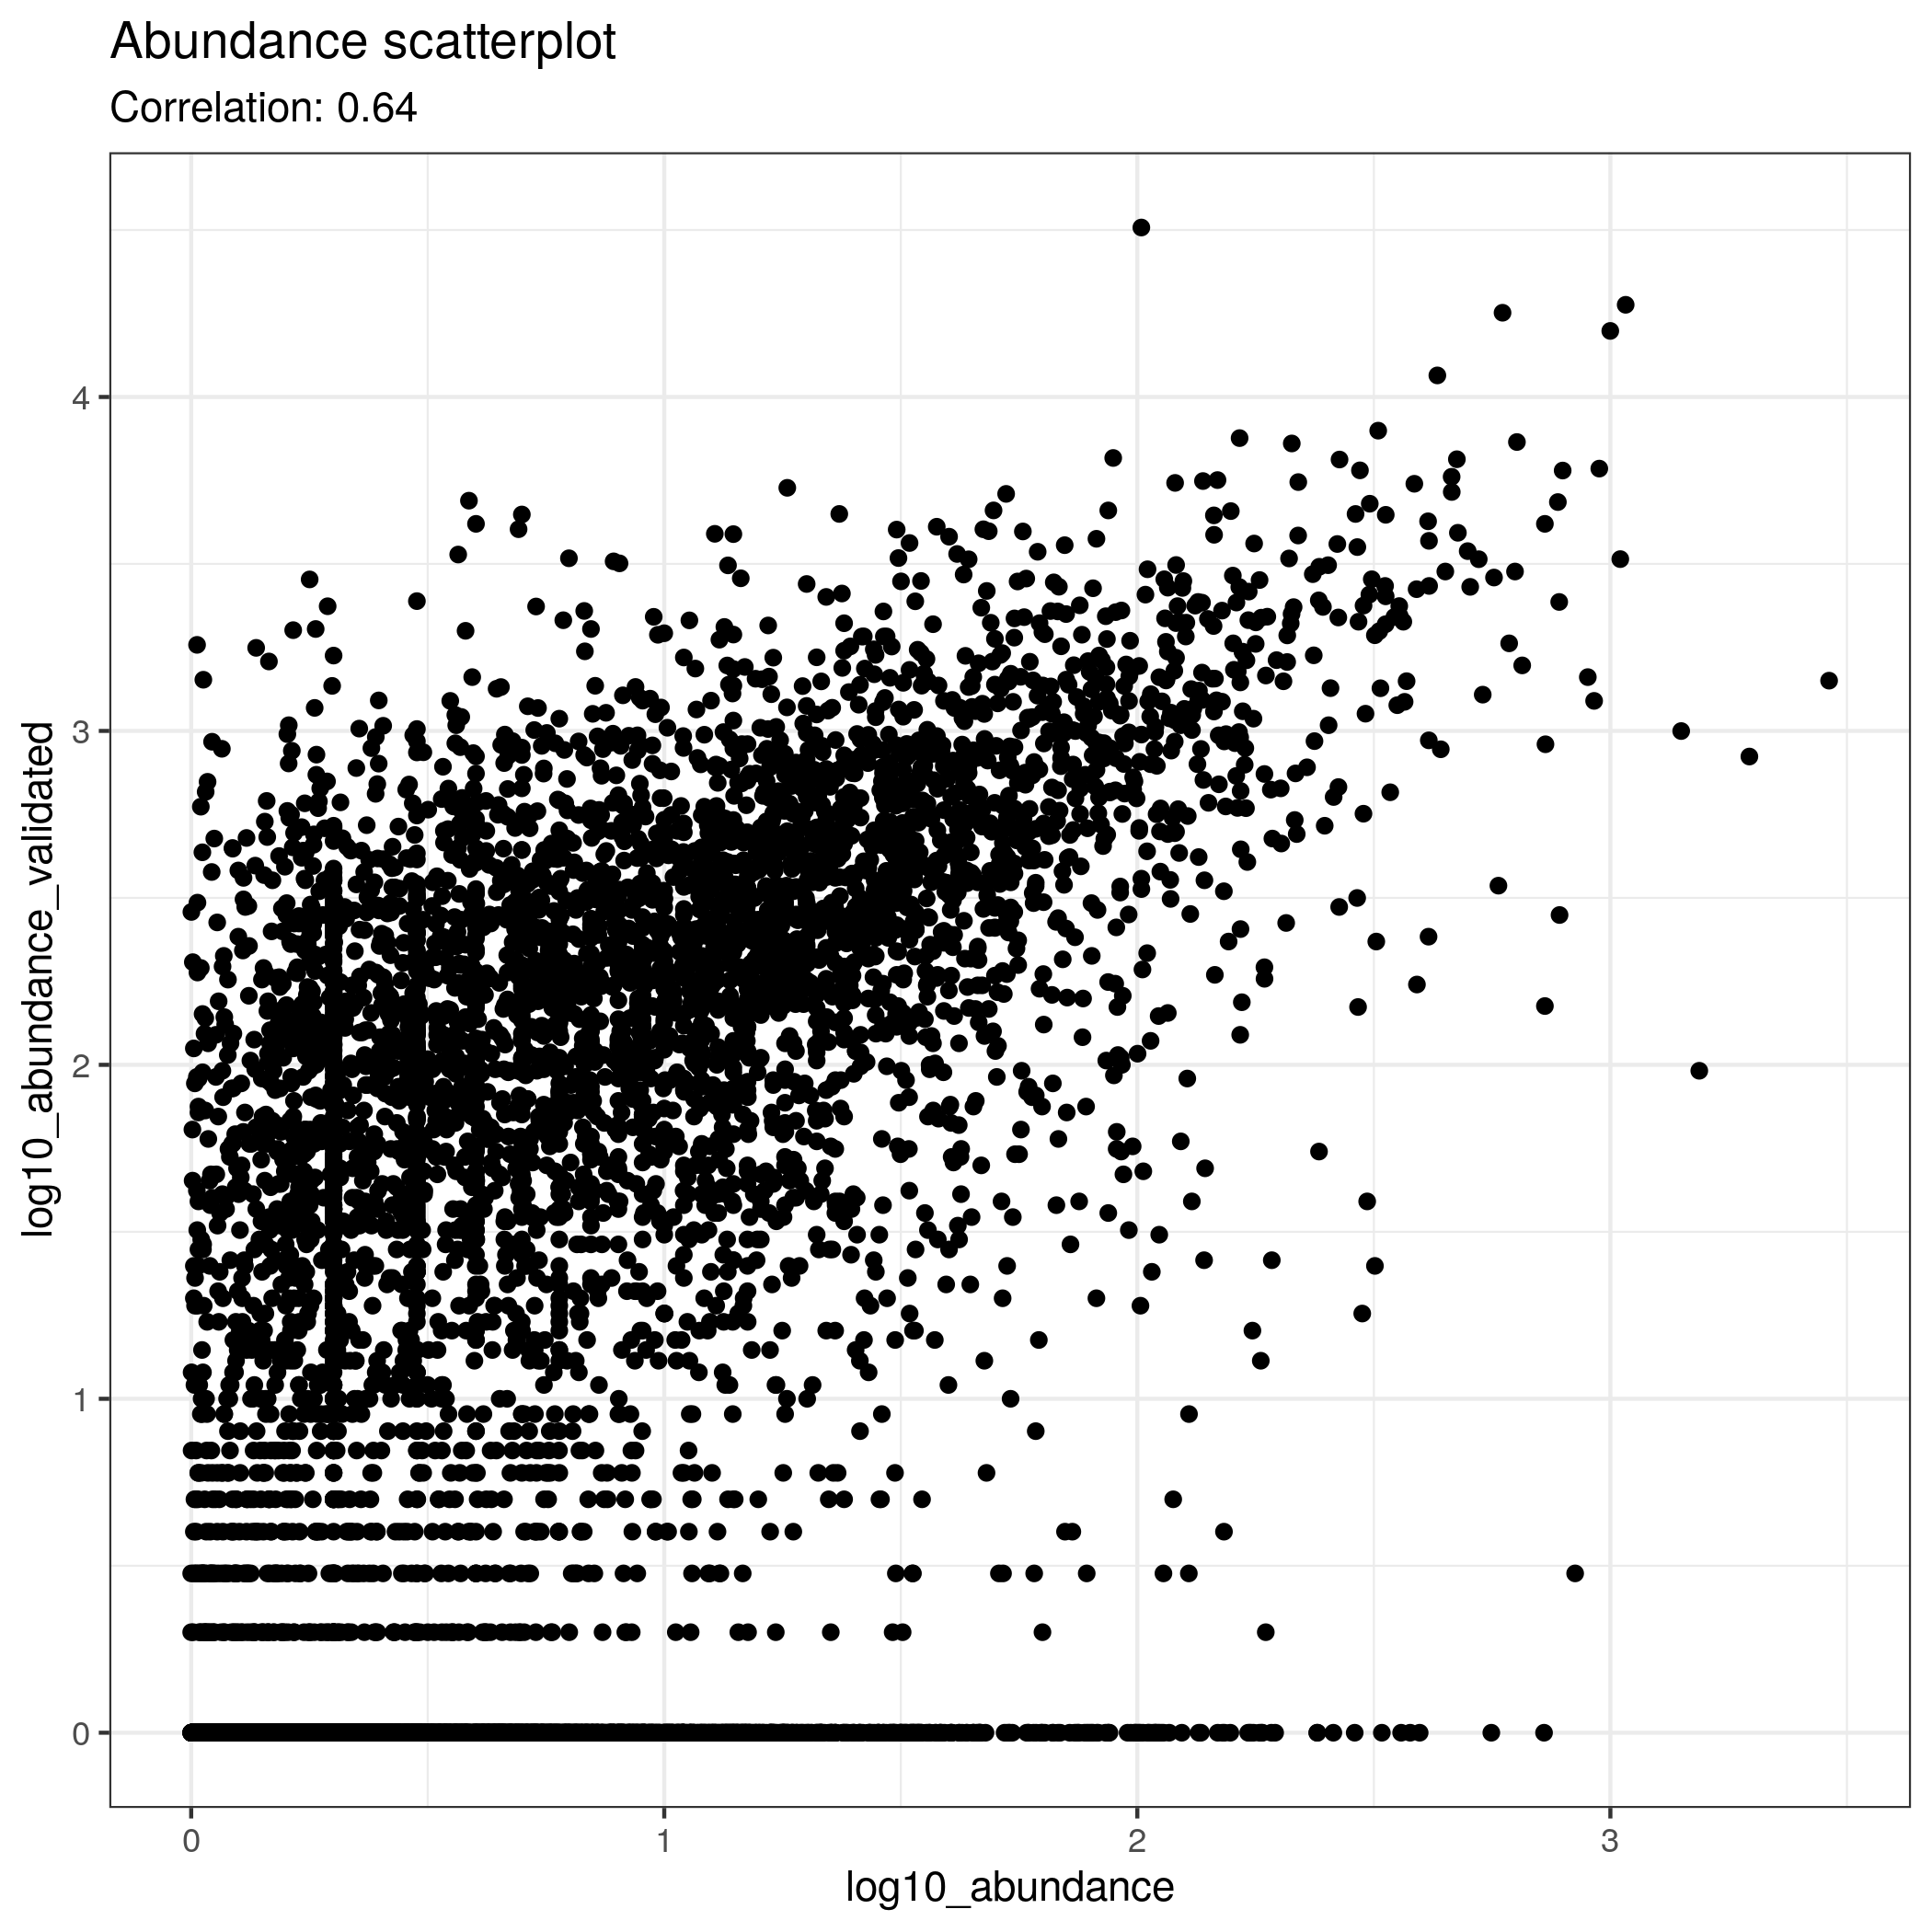 Abundance scatterplot
Correlation: 0.64
log10_abundance_validated
4
3
2
1
0
0 1 2 3
log10_abundance